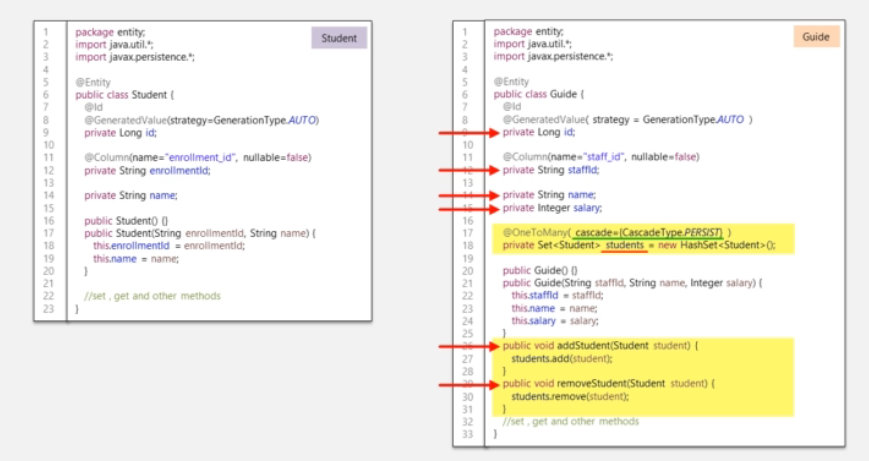 Student
1 package entity;
2 import java.util.*;
3 import javax.persistence.*;
4
5 @Entity
6 public class Student {
7 @Id
8 @GeneratedValue(strategy=GenerationType.AUTO)
9 private Long id;
10
11 @Column(name="enrollment_id", nullable=false)
12 private String enrollmentId;
13
14 private String name;
15
16 public Student() {}
17 public Student(String enrollmentId, String name) {
18 this.enrollmentId = enrollmentId;
19 this.name = name;
20 }
21
22 //set , get and other methods
23 }
Guide
1 package entity;
2 import java.util.*;
3 import javax.persistence.*;
4
5 @Entity
6 public class Guide {
7 @Id
8 @GeneratedValue( strategy = GenerationType.AUTO )
9 private Long id;
10
11 @Column(name="staff_id", nullable=false)
12 private String staffId;
13
14 private String name;
15 private Integer salary;
16
17 @OneToMany( cascade={CascadeType.PERSIST} )
18 private Set<Student> students = new HashSet<Student>();
19
20 public Guide() {}
21 public Guide(String staffId, String name, Integer salary) {
22 this.staffId = staffId;
23 this.name = name;
24 this.salary = salary;
25 }
26 public void addStudent(Student student) {
27 students.add(student);
28 }
29 public void removeStudent(Student student) {
30 students.remove(student);
31 }
32 //set , get and other methods
33 }